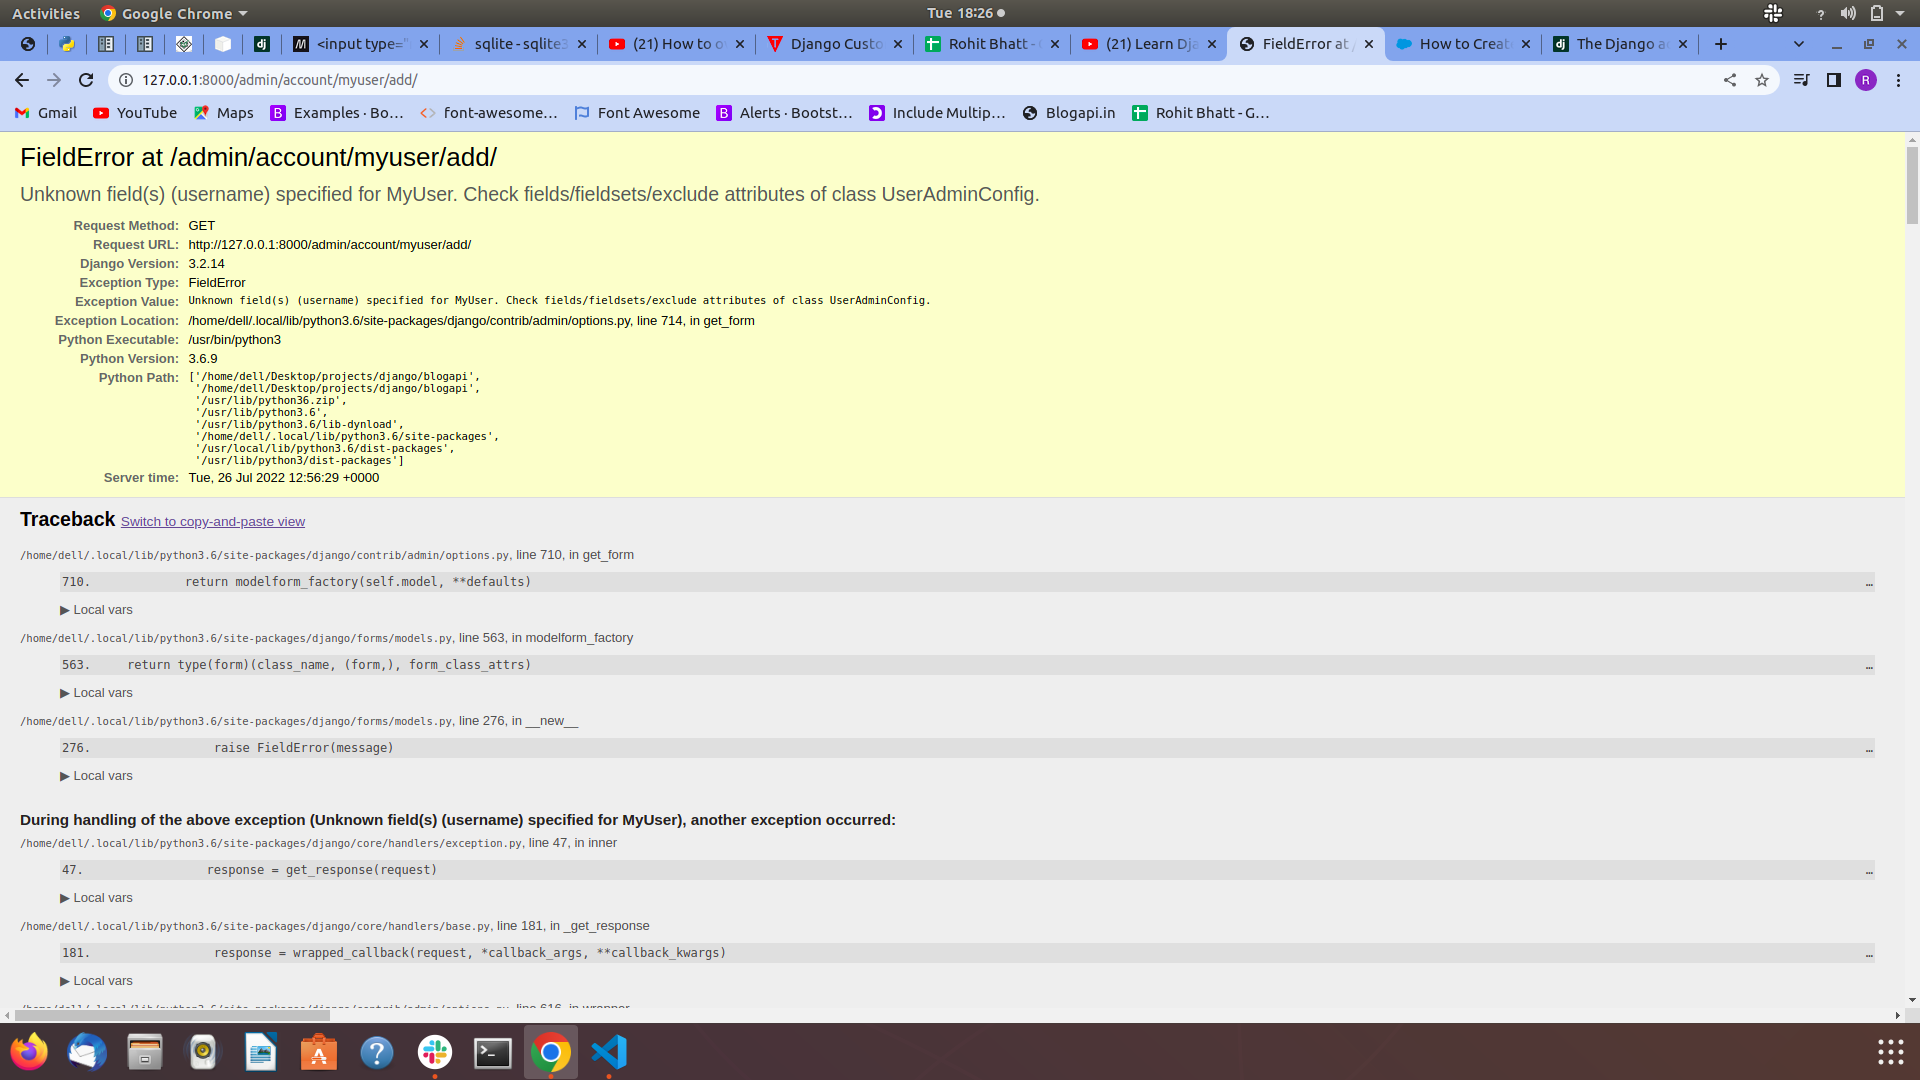 Activities Google Chrome Tue 18:26 ?
<input type=" sqlite - sqlite3 (21) How to o Django Custo Rohit Bhatt - (21) Learn Dja FieldError at / How to Creat The Django a
127.0.0.1:8000/admin/account/myuser/add/ R
Gmail YouTube Maps Examples · Bo… font-awesome… Font Awesome Alerts · Bootst… Include Multip… Blogapi.in Rohit Bhatt - G…
FieldError at /admin/account/myuser/add/
Unknown field(s) (username) specified for MyUser. Check fields/fieldsets/exclude attributes of class UserAdminConfig.
Request Method: GET
Request URL: http://127.0.0.1:8000/admin/account/myuser/add/
Django Version: 3.2.14
Exception Type: FieldError
Exception Value: Unknown field(s) (username) specified for MyUser. Check fields/fieldsets/exclude attributes of class UserAdminConfig.
Exception Location: /home/dell/.local/lib/python3.6/site-packages/django/contrib/admin/options.py, line 714, in get_form
Python Executable: /usr/bin/python3
Python Version: 3.6.9
Python Path: ['/home/dell/Desktop/projects/django/blogapi',
'/home/dell/Desktop/projects/django/blogapi',
'/usr/lib/python36.zip',
'/usr/lib/python3.6',
'/usr/lib/python3.6/lib-dynload',
'/home/dell/.local/lib/python3.6/site-packages',
'/usr/local/lib/python3.6/dist-packages',
'/usr/lib/python3/dist-packages']
Server time: Tue, 26 Jul 2022 12:56:29 +0000
Traceback Switch to copy-and-paste view
/home/dell/.local/lib/python3.6/site-packages/django/contrib/admin/options.py, line 710, in get_form
710. return modelform_factory(self.model, **defaults) …
▶ Local vars
/home/dell/.local/lib/python3.6/site-packages/django/forms/models.py, line 563, in modelform_factory
563. return type(form)(class_name, (form,), form_class_attrs) …
▶ Local vars
/home/dell/.local/lib/python3.6/site-packages/django/forms/models.py, line 276, in __new__
276. raise FieldError(message) …
▶ Local vars
During handling of the above exception (Unknown field(s) (username) specified for MyUser), another exception occurred:
/home/dell/.local/lib/python3.6/site-packages/django/core/handlers/exception.py, line 47, in inner
47. response = get_response(request) …
▶ Local vars
/home/dell/.local/lib/python3.6/site-packages/django/core/handlers/base.py, line 181, in _get_response
181. response = wrapped_callback(request, *callback_args, **callback_kwargs) …
▶ Local vars
/home/dell/.local/lib/python3.6/site-packages/django/contrib/admin/options.py, line 616, in wrapper